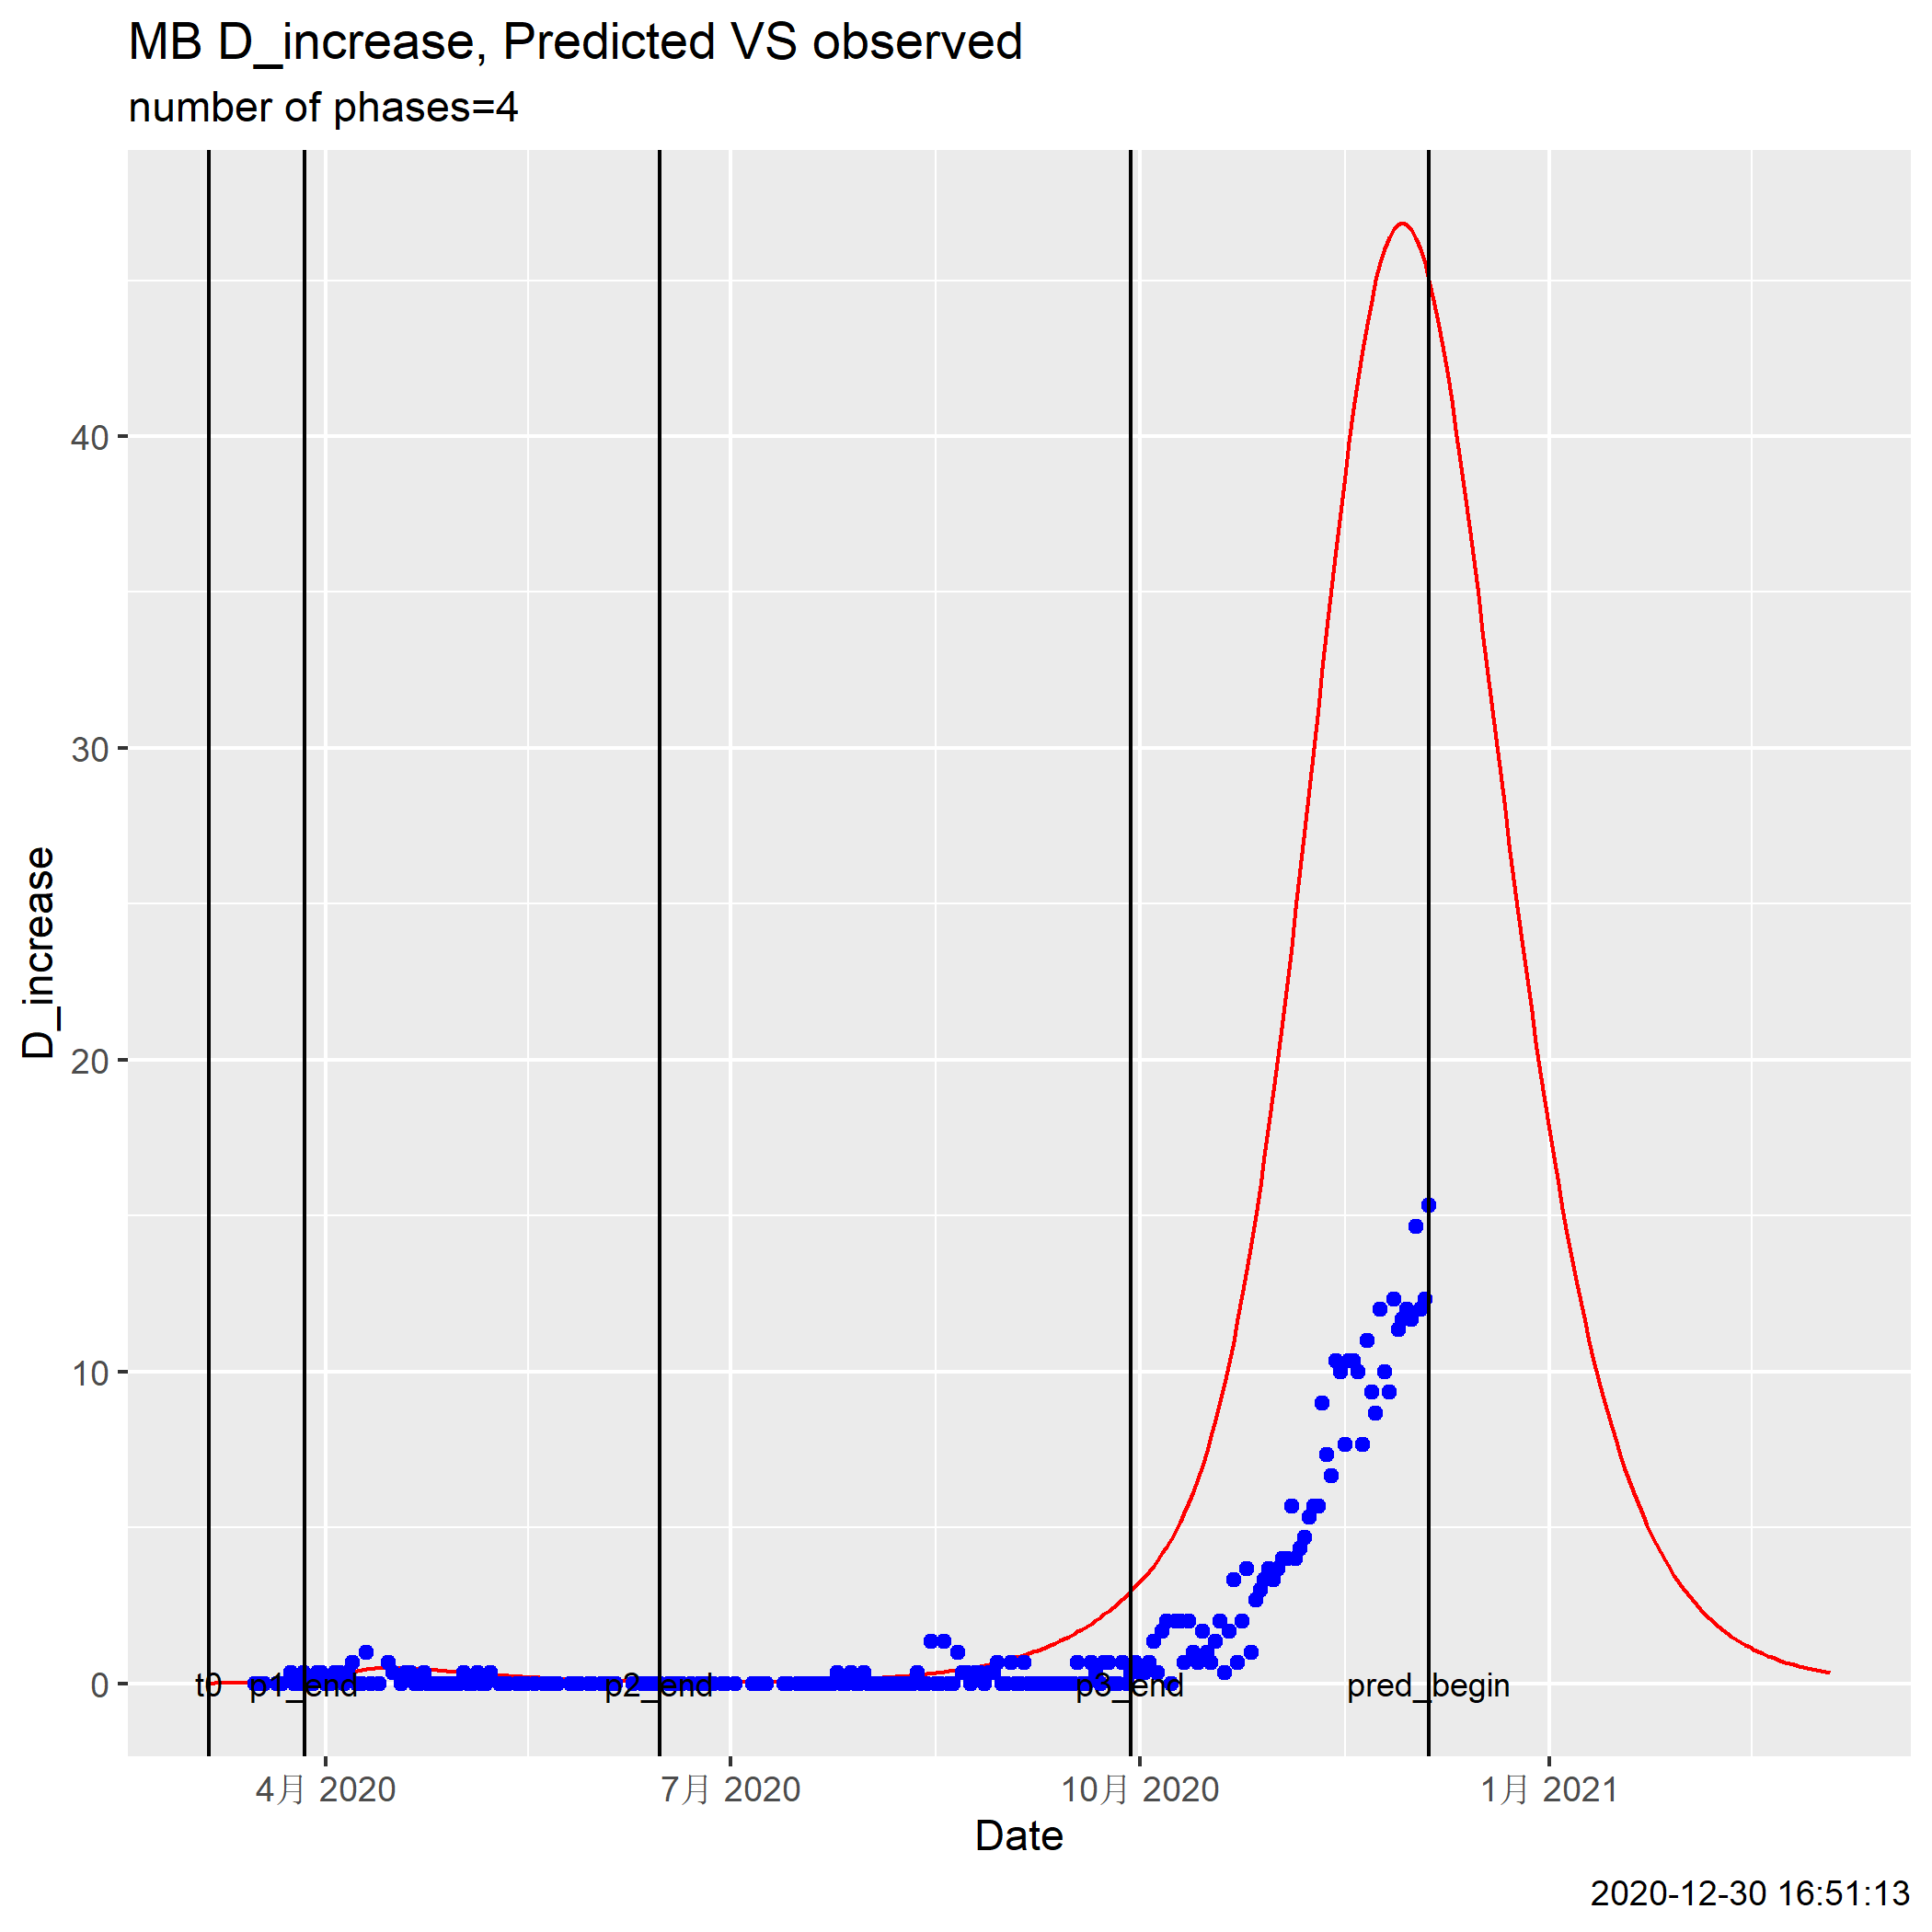 MB D_increase, Predicted VS observed
number of phases=4
D_increase
40
30
20
10
0
t0 p1_end p2_end p3_end pred_begin
4月 2020 7月 2020 10月 2020 1月 2021
Date
2020-12-30 16:51:13